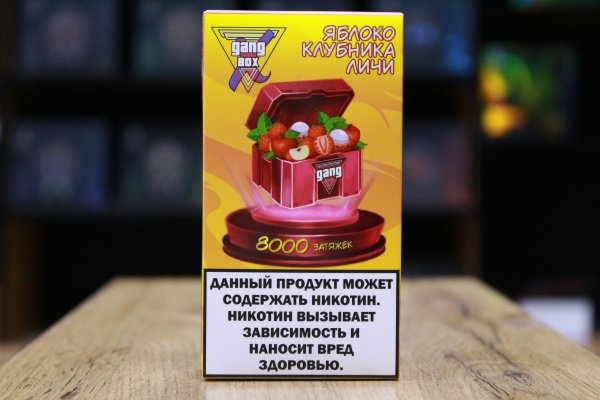 gang
BOX
ЯБЛОКО
КЛУБНИКА
ЛИЧИ
gang
8000 ЗАТЯЖЕК
ДАННЫЙ ПРОДУКТ МОЖЕТ
СОДЕРЖАТЬ НИКОТИН.
НИКОТИН ВЫЗЫВАЕТ
ЗАВИСИМОСТЬ И
НАНОСИТ ВРЕД
ЗДОРОВЬЮ.